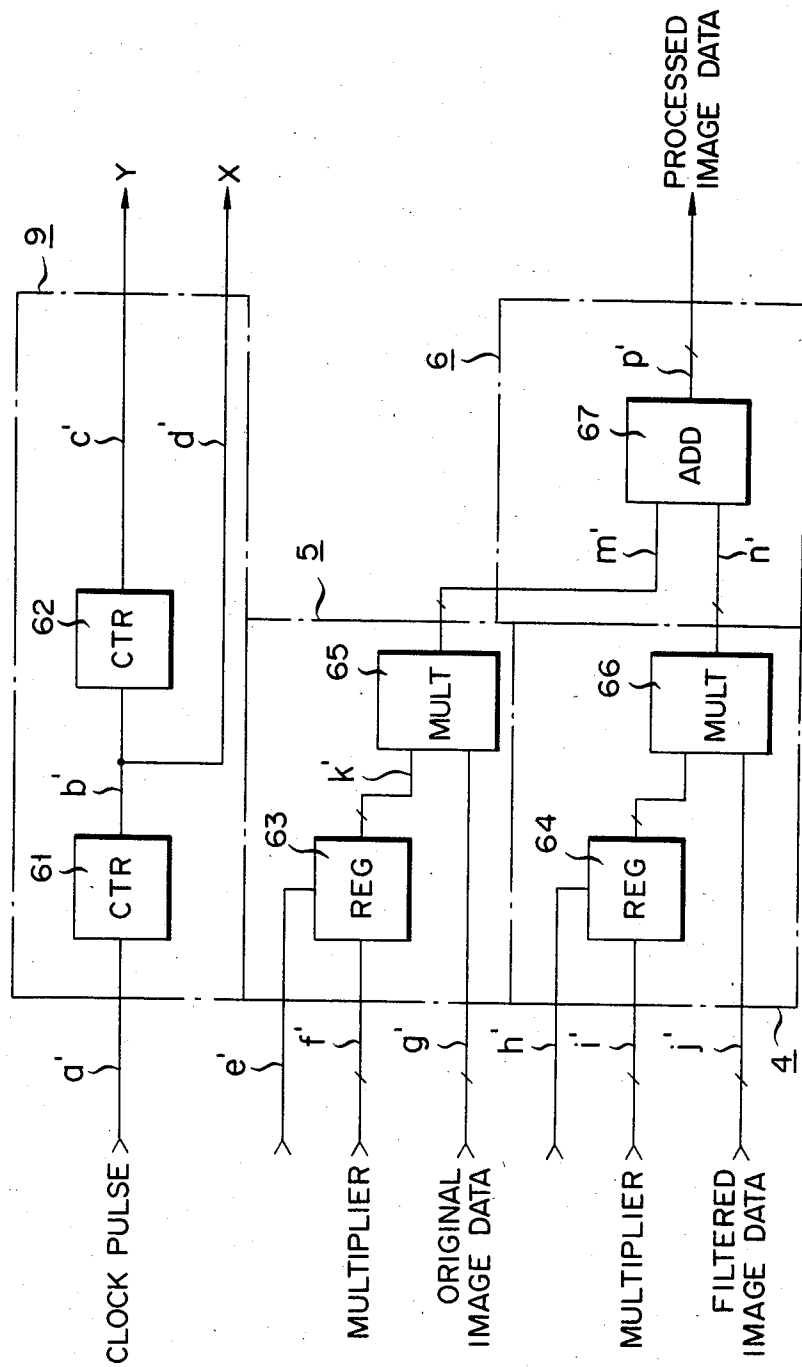 CLOCK PULSE
a'
61
CTR
b'
62
CTR
c'
Y
9
d'
X
e'
MULTIPLIER
f'
63
REG
k'
5
65
MULT
ORIGINAL
IMAGE DATA
g'
m'
6
67
ADD
p'
PROCESSED
IMAGE DATA
h'
MULTIPLIER
i'
64
REG
66
MULT
n'
FILTERED
IMAGE DATA
j'
4